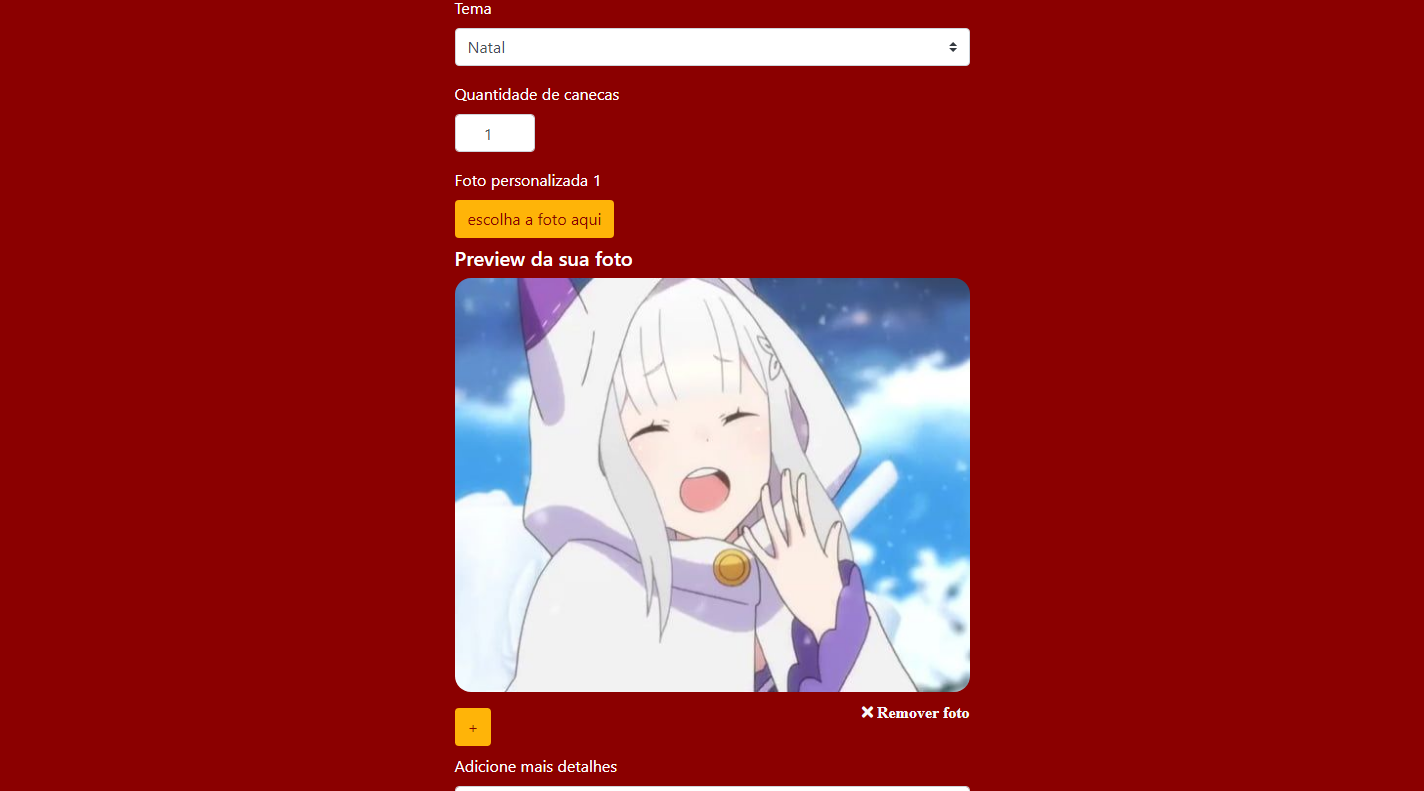 Tema
Natal
Quantidade de canecas
1
Foto personalizada 1
escolha a foto aqui
Preview da sua foto
Remover foto
+
Adicione mais detalhes